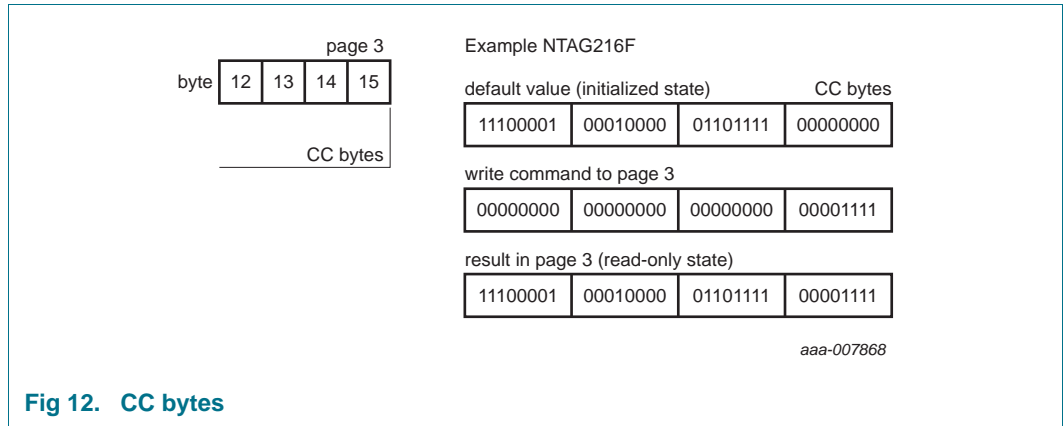 page 3
byte 12 13 14 15
CC bytes
Example NTAG216F
default value (initialized state) CC bytes
11100001 00010000 01101111 00000000
write command to page 3
00000000 00000000 00000000 00001111
result in page 3 (read-only state)
11100001 00010000 01101111 00001111
aaa-007868
Fig 12. CC bytes